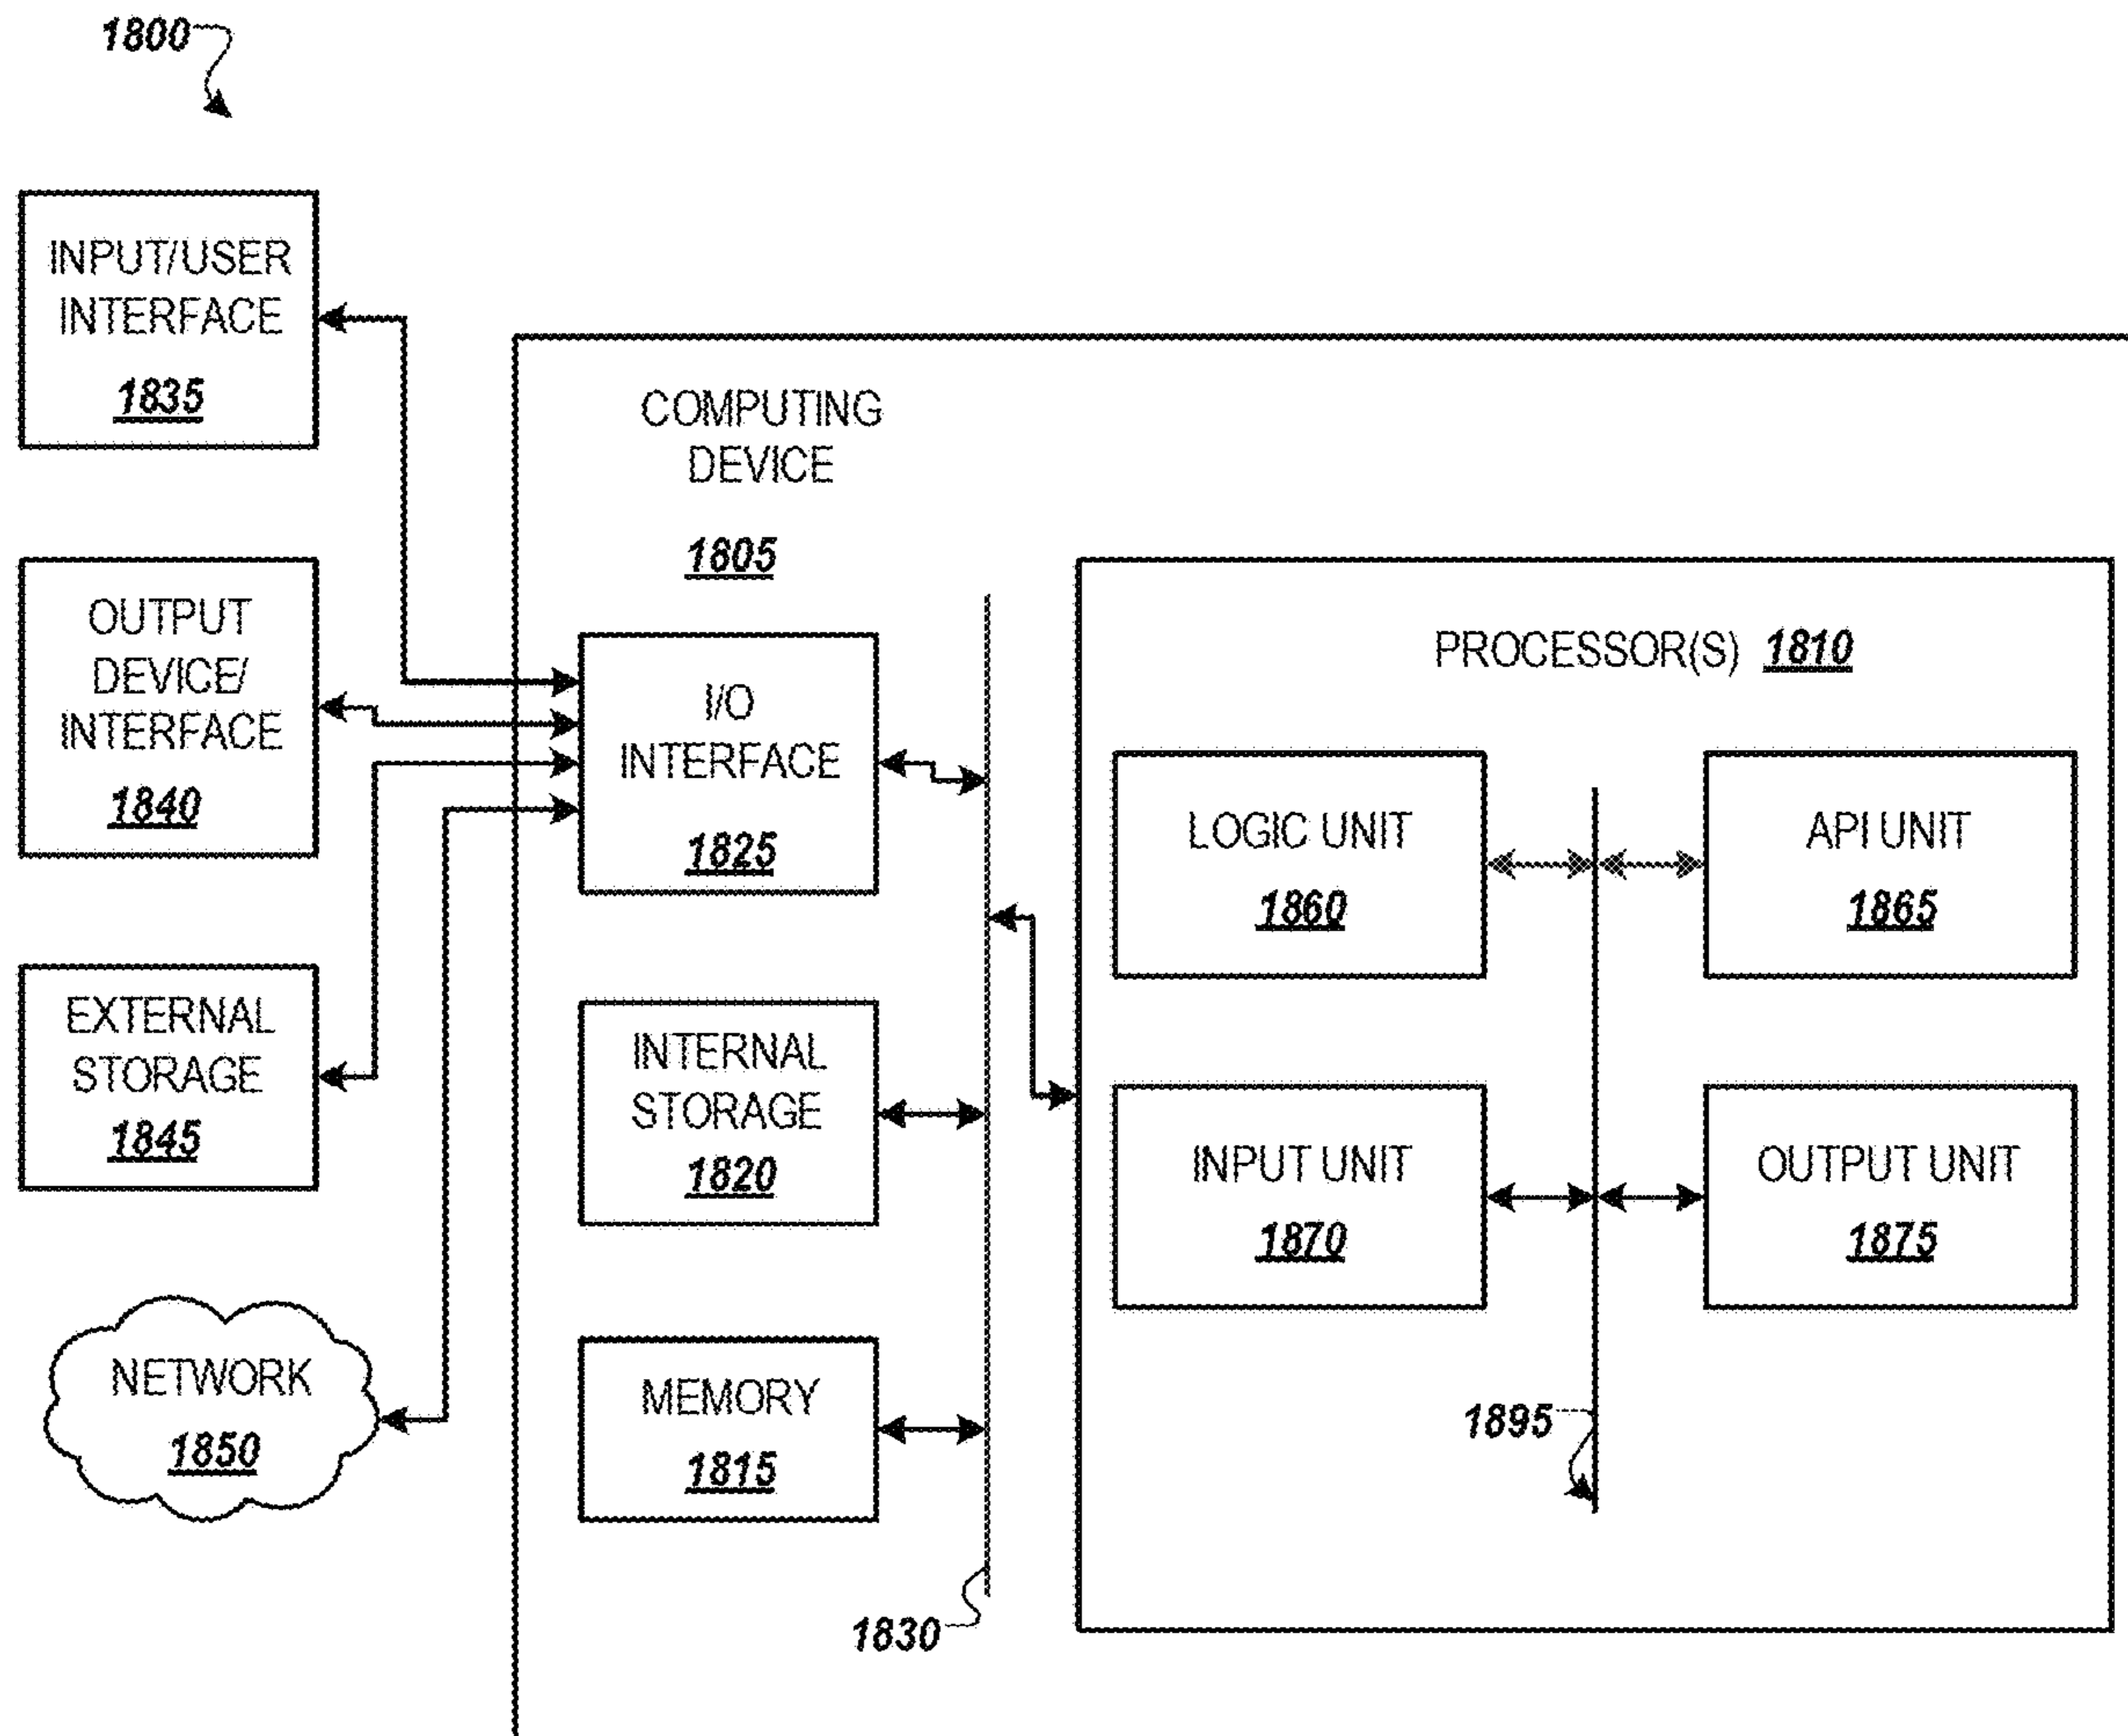 1800
INPUT/USER
INTERFACE
1835
OUTPUT
DEVICE/
INTERFACE
1840
EXTERNAL
STORAGE
1845
NETWORK
1850
COMPUTING
DEVICE
1805
I/O
INTERFACE
1825
INTERNAL
STORAGE
1820
MEMORY
1815
1830
PROCESSOR(S) 1810
LOGIC UNIT
1860
API UNIT
1865
INPUT UNIT
1870
OUTPUT UNIT
1875
1895